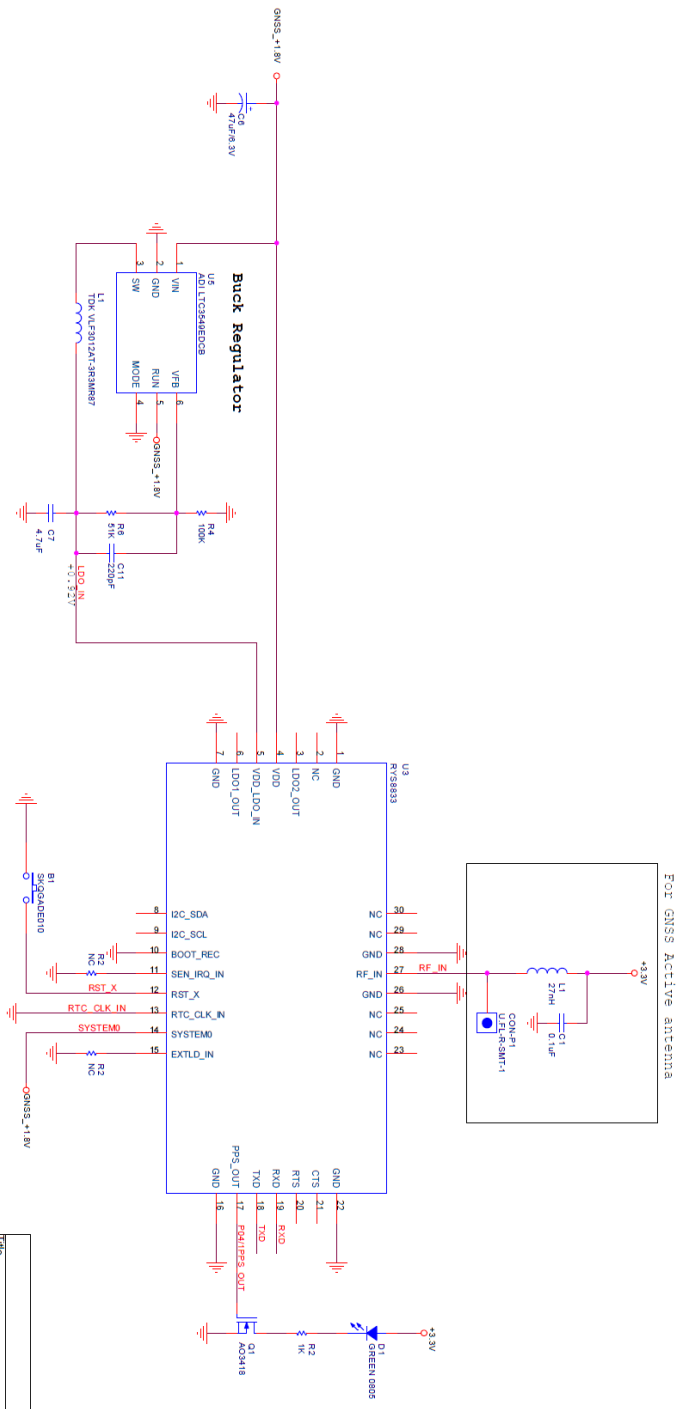 For GNSS Active antenna
+3.3V
L1
27nH
C1
0.1uF
CON-P1
U.FL-R-SMT-1
RF_IN
GNSS_+1.8V
C6
47uF/6.3V
Buck Regulator
U5
ADI LTC3549EDCB
1
VIN
2
GND
3
SW
VFB
6
RUN
5
MODE
4
GNSS_+1.8V
L1
TDK VLF3012AT-3R3MR87
R4
100K
R6
51K
C11
220pF
C7
4.7uF
LDO_IN
+0.92V
U3
RYS8833
1
GND
2
NC
3
LDO2_OUT
4
VDD
5
VDD_LDO_IN
6
LDO1_OUT
7
GND
NC
30
NC
29
GND
28
RF_IN
27
GND
26
NC
25
NC
24
NC
23
8
I2C_SDA
9
I2C_SCL
10
BOOT_REC
11
SEN_IRQ_IN
12
RST_X
13
RTC_CLK_IN
14
SYSTEM0
15
EXTLD_IN
R2
NC
RST_X
RTC_CLK_IN
SYSTEM0
R2
NC
B1
SKQGADE010
GNSS_+1.8V
GND
22
CTS
21
RTS
20
RXD
19
TXD
18
PPS_OUT
17
GND
16
RXD
TXD
P04/1PPS_OUT
+3.3V
D1
GREEN 0805
R2
1K
Q1
AO3418
Title